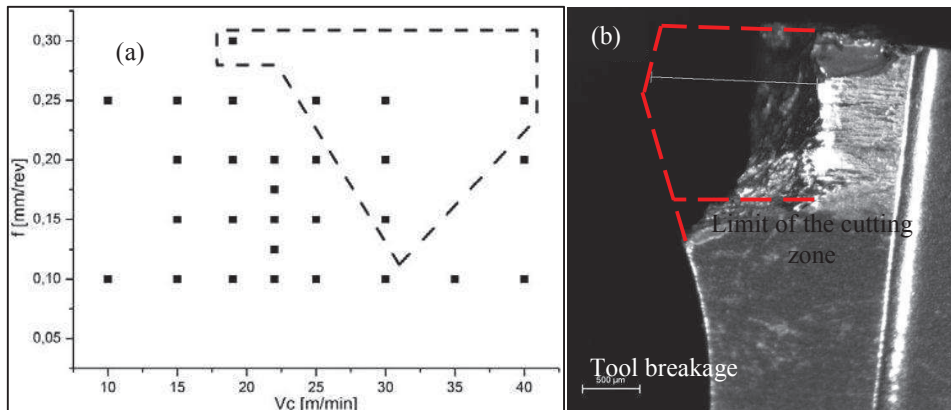 (a)
f [mm/rev]
0,30
0,25
0,20
0,15
0,10
0,05
10 15 20 25 30 35 40
Vc [m/min]
(b)
Limit of the cutting
zone
Tool breakage
500 µm